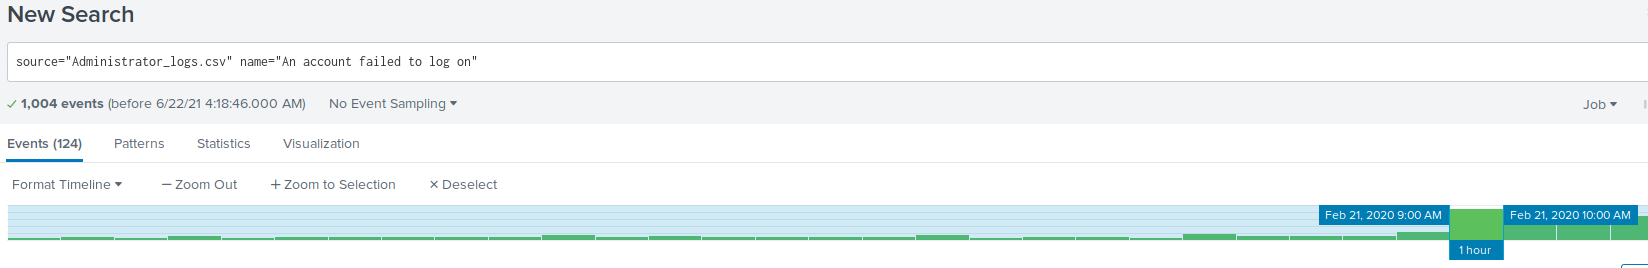 New Search
source="Administrator_logs.csv" name="An account failed to log on"
✓ 1,004 events (before 6/22/21 4:18:46.000 AM) No Event Sampling ▾ Job ▾
Events (124) Patterns Statistics Visualization
Format Timeline ▾ — Zoom Out + Zoom to Selection × Deselect
Feb 21, 2020 9:00 AM Feb 21, 2020 10:00 AM
1 hour